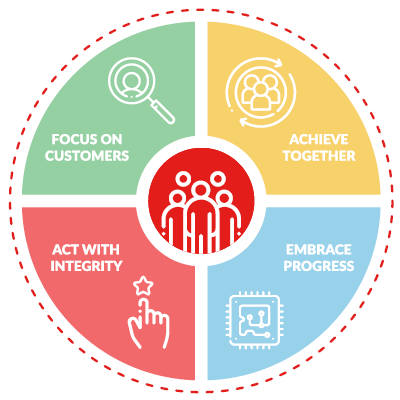 FOCUS ON
CUSTOMERS
ACHIEVE
TOGETHER
ACT WITH
INTEGRITY
EMBRACE
PROGRESS